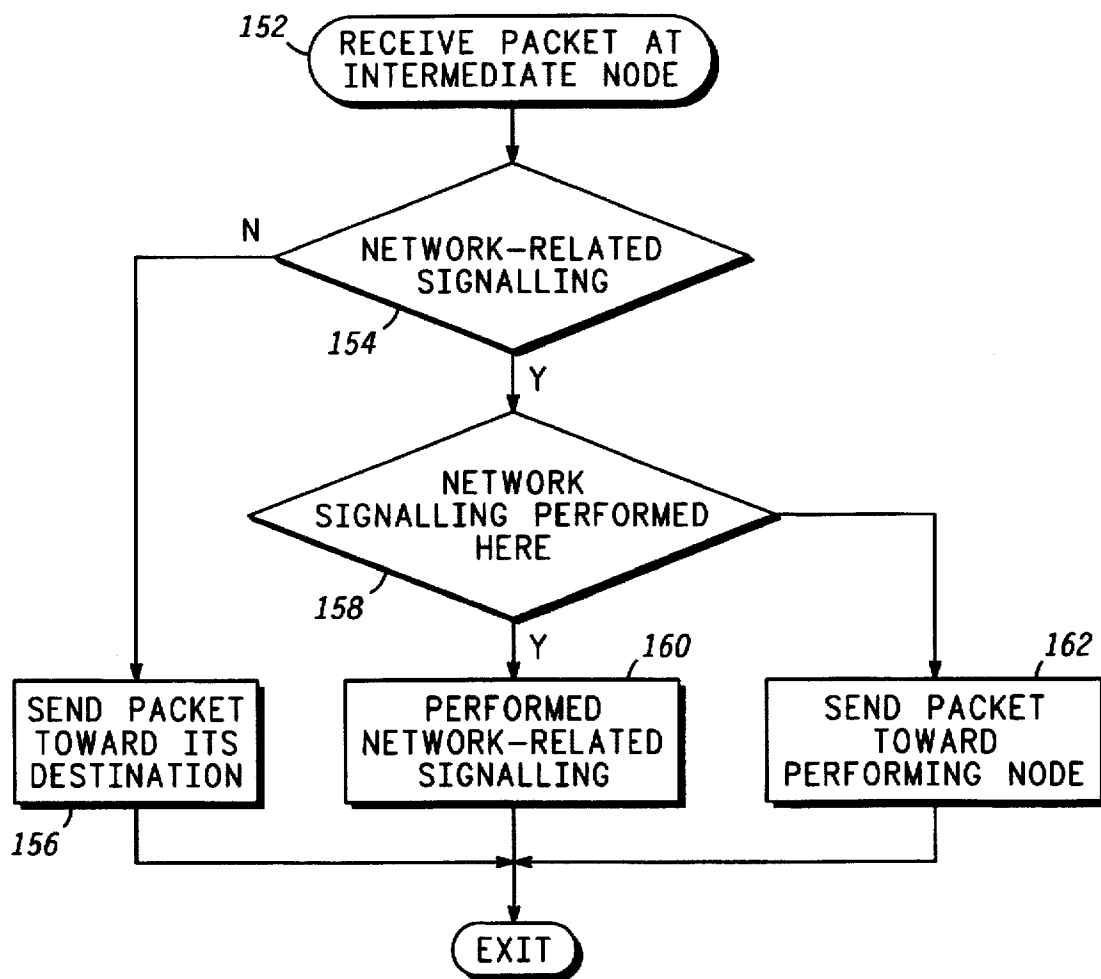 152
RECEIVE PACKET AT
INTERMEDIATE NODE
N
NETWORK-RELATED
SIGNALLING
154
Y
NETWORK
SIGNALLING PERFORMED
HERE
158
Y
160
162
SEND PACKET
TOWARD ITS
DESTINATION
156
PERFORMED
NETWORK-RELATED
SIGNALLING
SEND PACKET
TOWARD
PERFORMING NODE
EXIT